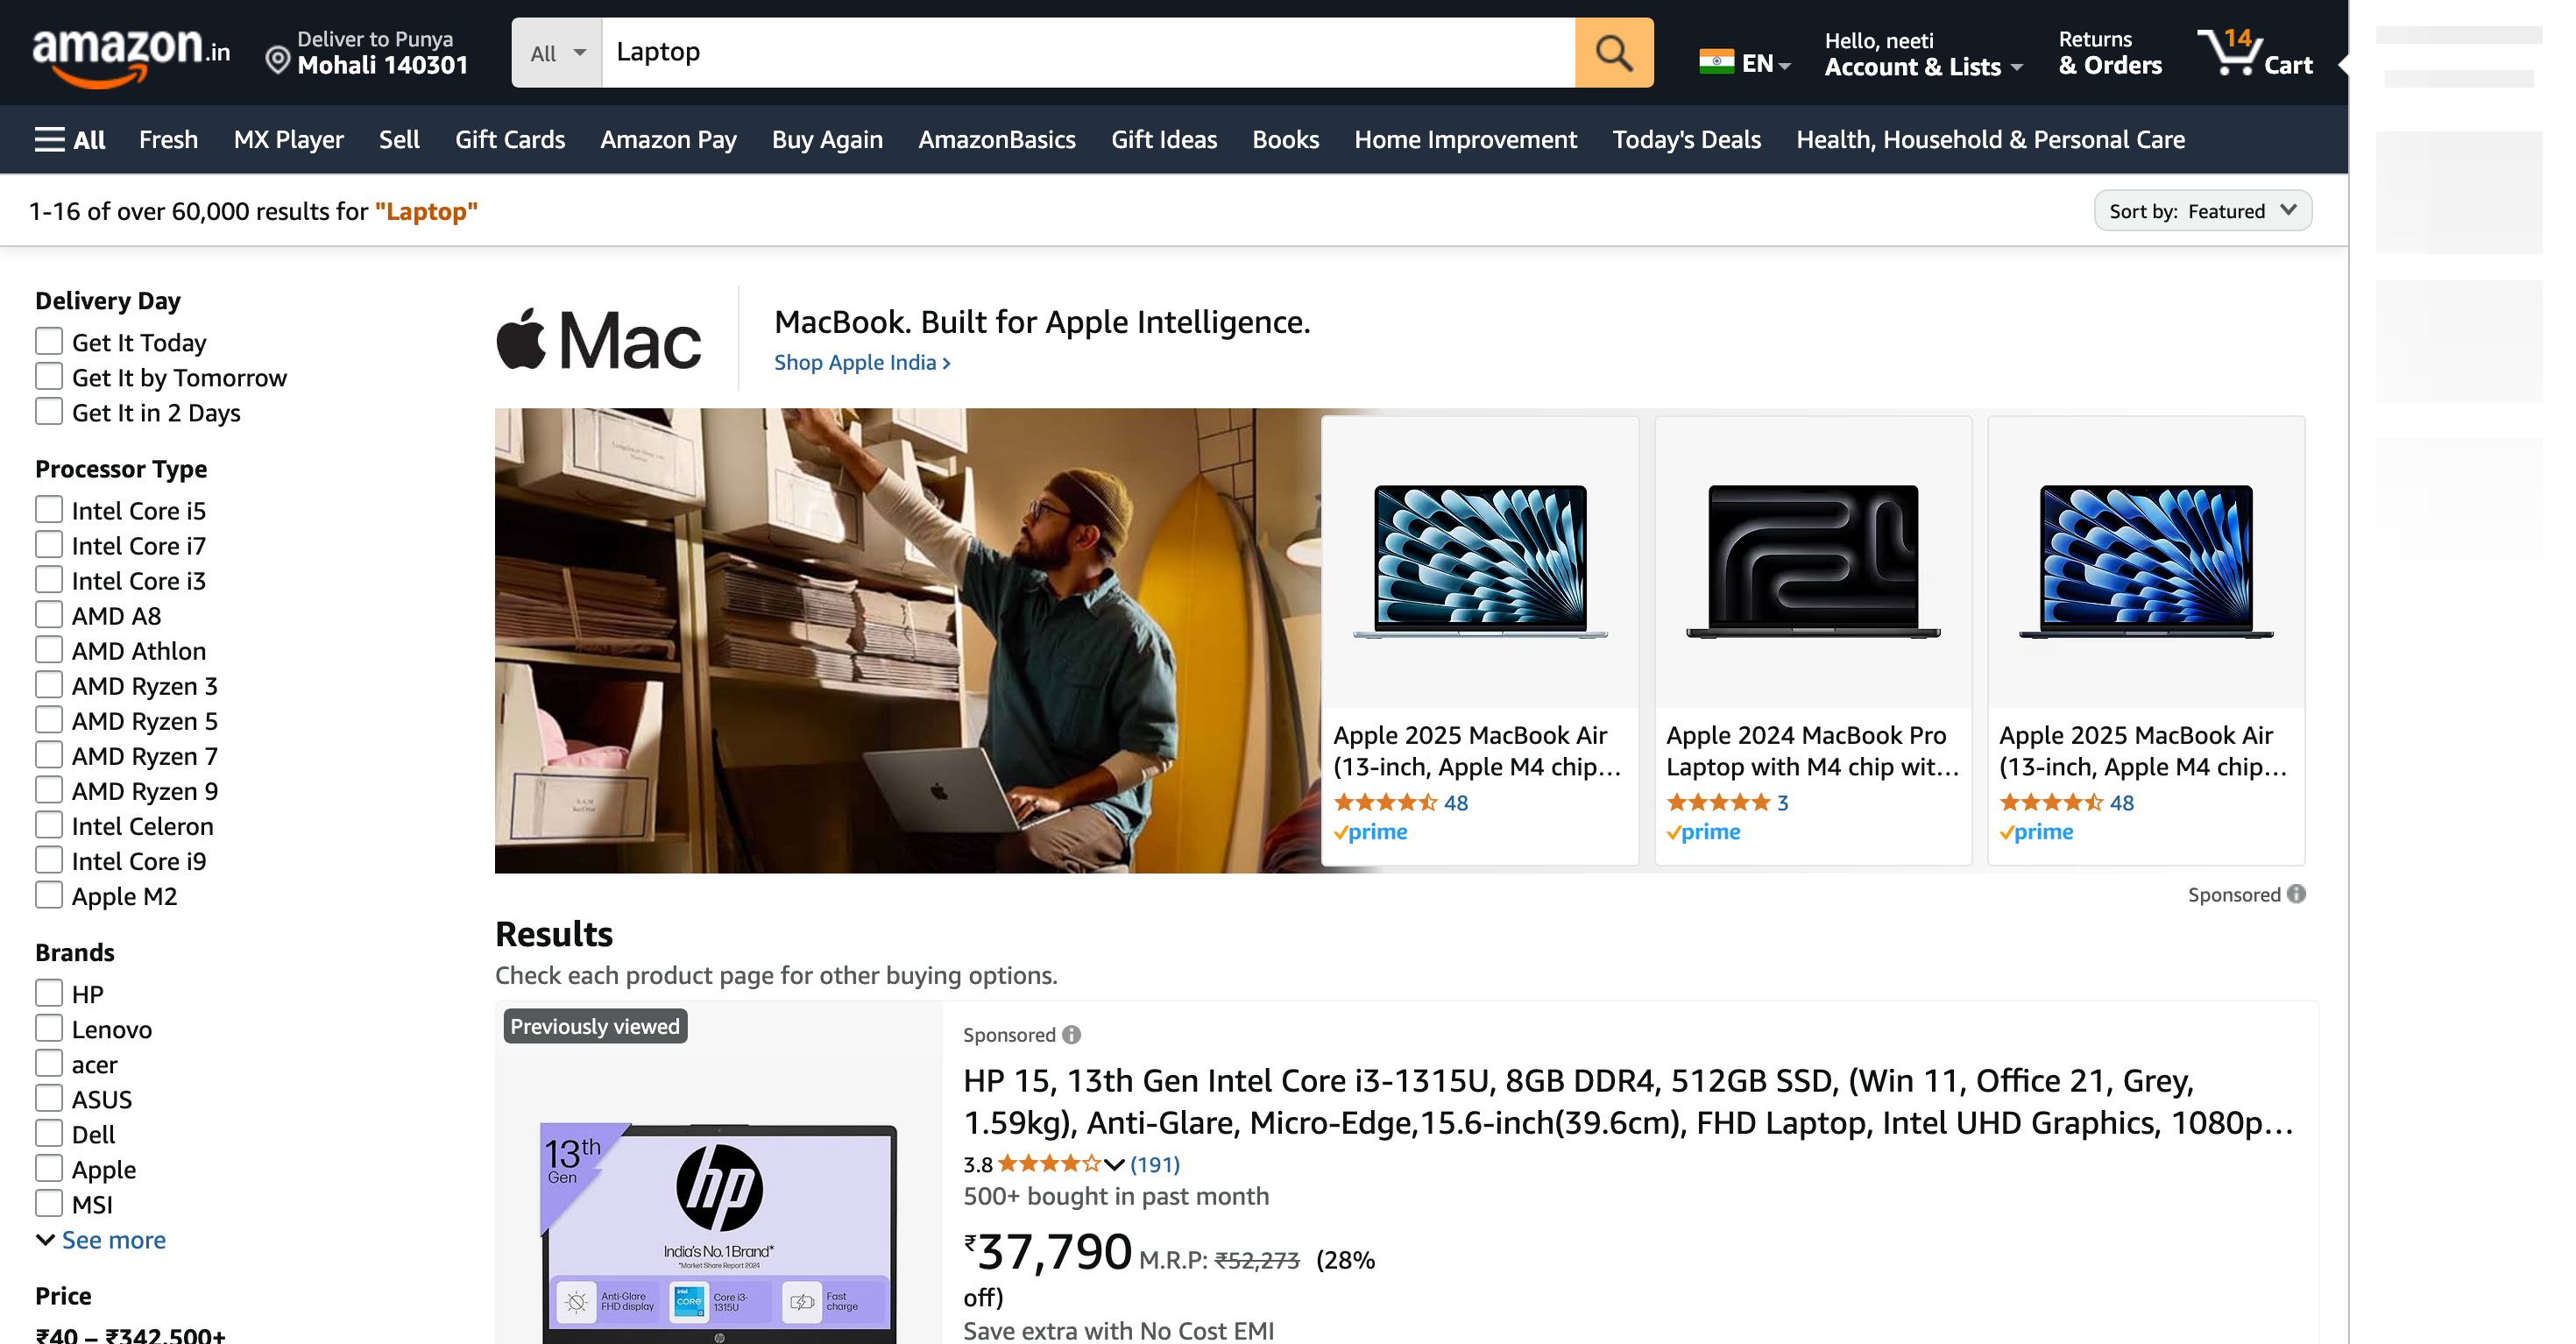 amazon.in
Deliver to Punya
Mohali 140301
All
Laptop
EN
Hello, neeti
Account & Lists
Returns
& Orders
14
Cart
All
Fresh
MX Player
Sell
Gift Cards
Amazon Pay
Buy Again
AmazonBasics
Gift Ideas
Books
Home Improvement
Today's Deals
Health, Household & Personal Care
1-16 of over 60,000 results for "Laptop"
Sort by: Featured
Delivery Day
Get It Today
Get It by Tomorrow
Get It in 2 Days
Processor Type
Intel Core i5
Intel Core i7
Intel Core i3
AMD A8
AMD Athlon
AMD Ryzen 3
AMD Ryzen 5
AMD Ryzen 7
AMD Ryzen 9
Intel Celeron
Intel Core i9
Apple M2
Brands
HP
Lenovo
acer
ASUS
Dell
Apple
MSI
See more
Price
₹40 – ₹342,500+
Mac
MacBook. Built for Apple Intelligence.
Shop Apple India ›
Apple 2025 MacBook Air
(13-inch, Apple M4 chip...
48
prime
Apple 2024 MacBook Pro
Laptop with M4 chip wit...
3
prime
Apple 2025 MacBook Air
(13-inch, Apple M4 chip...
48
prime
Sponsored
Results
Check each product page for other buying options.
Previously viewed
13th
Gen
hp
India's No. 1 Brand*
*Market Share Report 2024
Anti-Glare
FHD display
intel
CORE
i3
Core i3-
1315U
Fast
charge
Sponsored
HP 15, 13th Gen Intel Core i3-1315U, 8GB DDR4, 512GB SSD, (Win 11, Office 21, Grey,
1.59kg), Anti-Glare, Micro-Edge,15.6-inch(39.6cm), FHD Laptop, Intel UHD Graphics, 1080p...
3.8 (191)
500+ bought in past month
₹37,790 M.R.P: ₹52,273 (28%
off)
Save extra with No Cost EMI